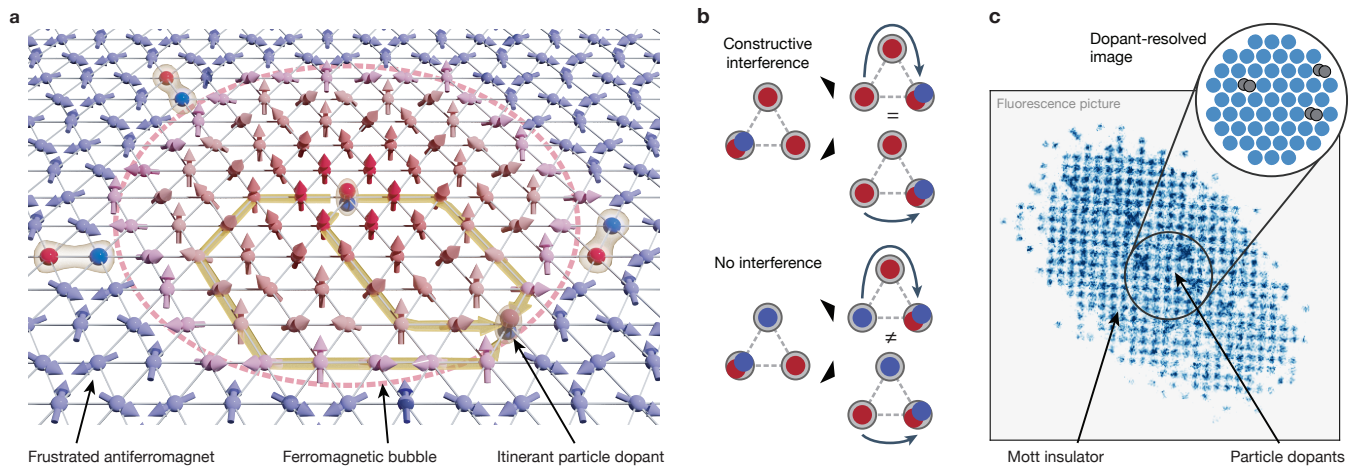 a
Frustrated antiferromagnet
Ferromagnetic bubble
Itinerant particle dopant
b
Constructive
interference
=
No interference
≠
c
Dopant-resolved
image
Fluorescence picture
Mott insulator
Particle dopants